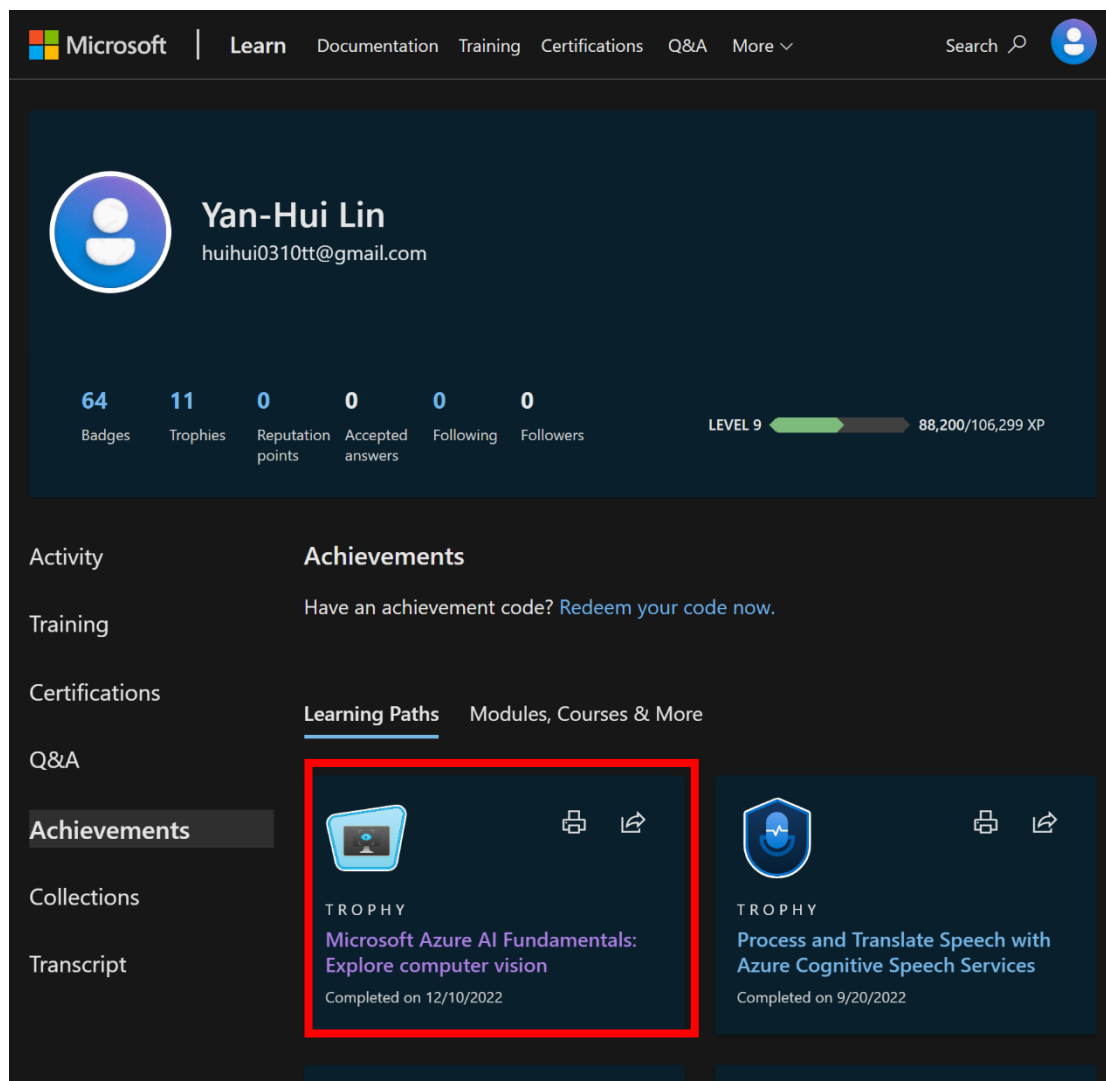 Microsoft | Learn Documentation Training Certifications Q&A More Search
Yan-Hui Lin
huihui0310tt@gmail.com
64 11 0 0 0 0
Badges Trophies Reputation points Accepted answers Following Followers
LEVEL 9 88,200/106,299 XP
Activity
Training
Certifications
Q&A
Achievements
Collections
Transcript
Achievements
Have an achievement code? Redeem your code now.
Learning Paths Modules, Courses & More
TROPHY
Microsoft Azure AI Fundamentals:
Explore computer vision
Completed on 12/10/2022
TROPHY
Process and Translate Speech with
Azure Cognitive Speech Services
Completed on 9/20/2022